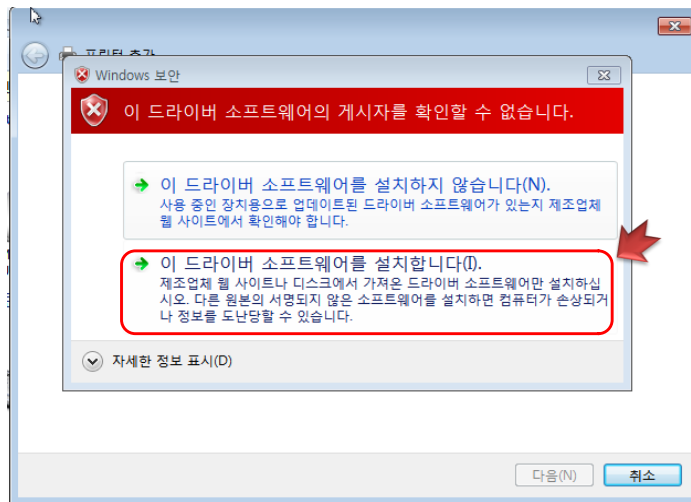 프린터 추가
Windows 보안
이 드라이버 소프트웨어의 게시자를 확인할 수 없습니다.
이 드라이버 소프트웨어를 설치하지 않습니다(N).
사용 중인 장치용으로 업데이트된 드라이버 소프트웨어가 있는지 제조업체
웹 사이트에서 확인해야 합니다.
이 드라이버 소프트웨어를 설치합니다(I).
제조업체 웹 사이트나 디스크에서 가져온 드라이버 소프트웨어만 설치하십
시오. 다른 원본의 서명되지 않은 소프트웨어를 설치하면 컴퓨터가 손상되거
나 정보를 도난당할 수 있습니다.
자세한 정보 표시(D)
다음(N)
취소